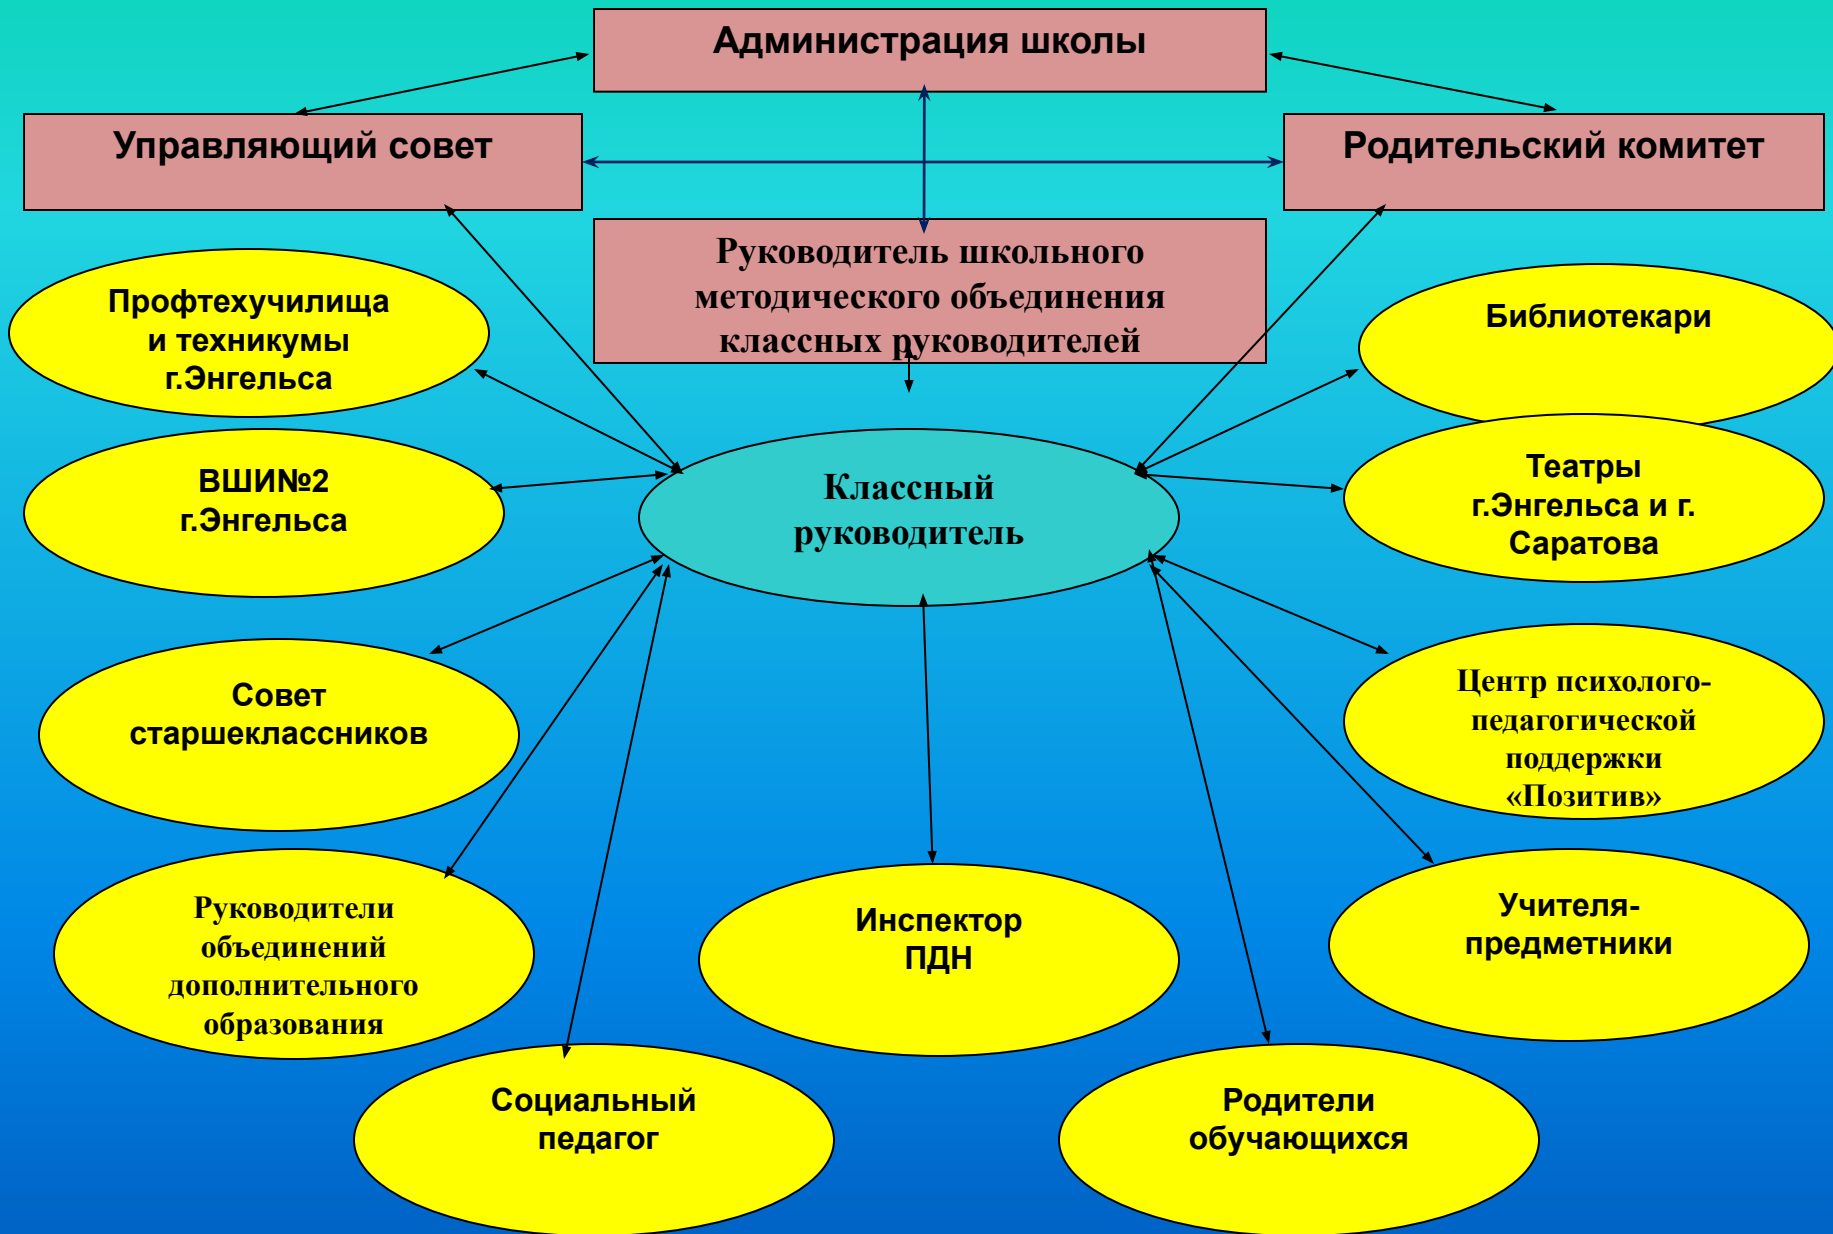 Администрация школы
Управляющий совет
Родительский комитет
Руководитель школьного
методического объединения
классных руководителей
Профтехучилища
и техникумы
г.Энгельса
Библиотекари
ВШИ№2
г.Энгельса
Классный
руководитель
Театры
г.Энгельса и г.
Саратова
Совет
старшеклассников
Центр психолого-
педагогической
поддержки
«Позитив»
Руководители
объединений
дополнительного
образования
Инспектор
ПДН
Учителя-
предметники
Социальный
педагог
Родители
обучающихся